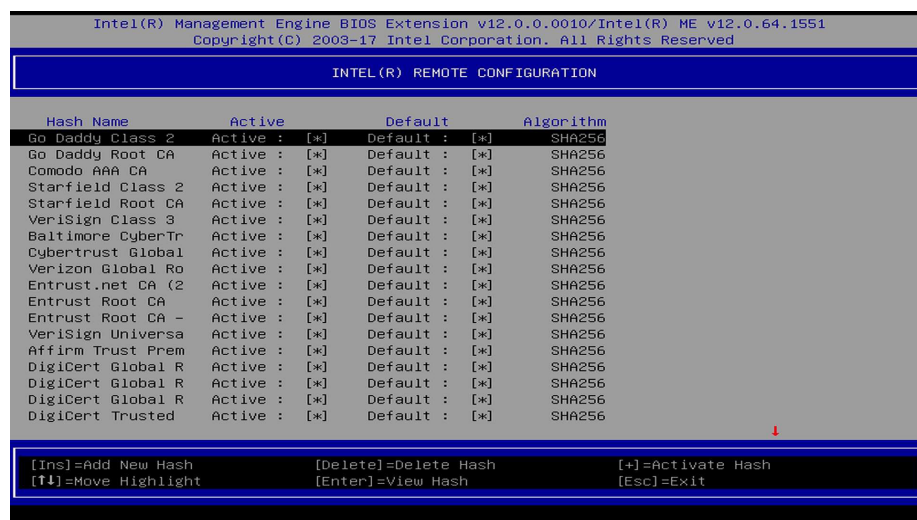 Intel(R) Management Engine BIOS Extension v12.0.0.0010/Intel(R) ME v12.0.64.1551
Copyright(C) 2003-17 Intel Corporation. All Rights Reserved
INTEL(R) REMOTE CONFIGURATION
Hash Name Active Default Algorithm
Go Daddy Class 2 Active : [*] Default : [*] SHA256
Go Daddy Root CA Active : [*] Default : [*] SHA256
Comodo AAA CA Active : [*] Default : [*] SHA256
Starfield Class 2 Active : [*] Default : [*] SHA256
Starfield Root CA Active : [*] Default : [*] SHA256
VeriSign Class 3 Active : [*] Default : [*] SHA256
Baltimore CyberTr Active : [*] Default : [*] SHA256
Cybertrust Global Active : [*] Default : [*] SHA256
Verizon Global Ro Active : [*] Default : [*] SHA256
Entrust.net CA (2 Active : [*] Default : [*] SHA256
Entrust Root CA Active : [*] Default : [*] SHA256
Entrust Root CA - Active : [*] Default : [*] SHA256
VeriSign Universa Active : [*] Default : [*] SHA256
Affirm Trust Prem Active : [*] Default : [*] SHA256
DigiCert Global R Active : [*] Default : [*] SHA256
DigiCert Global R Active : [*] Default : [*] SHA256
DigiCert Global R Active : [*] Default : [*] SHA256
DigiCert Trusted Active : [*] Default : [*] SHA256
↓
[Ins]=Add New Hash [Delete]=Delete Hash [+]=Activate Hash
[↑↓]=Move Highlight [Enter]=View Hash [Esc]=Exit